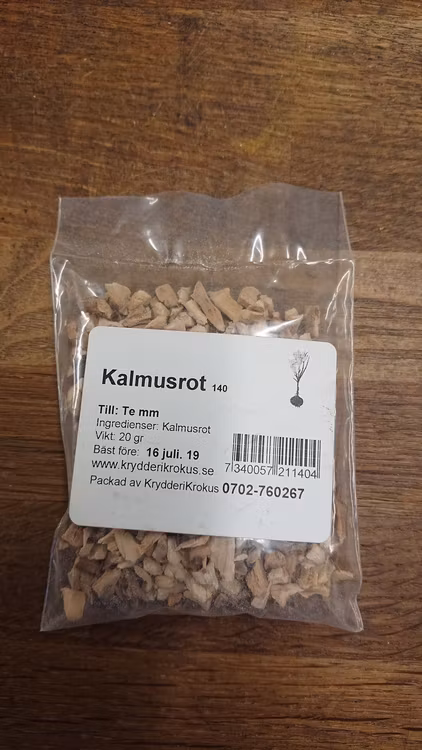 Kalmusrot 140
Till: Te mm
Ingredienser: Kalmusrot
Vikt: 20 gr
Bäst före: 16 juli. 19
www.krydderikrokus.se
7 340057 211404
Packad av KrydderiKrokus 0702-760267